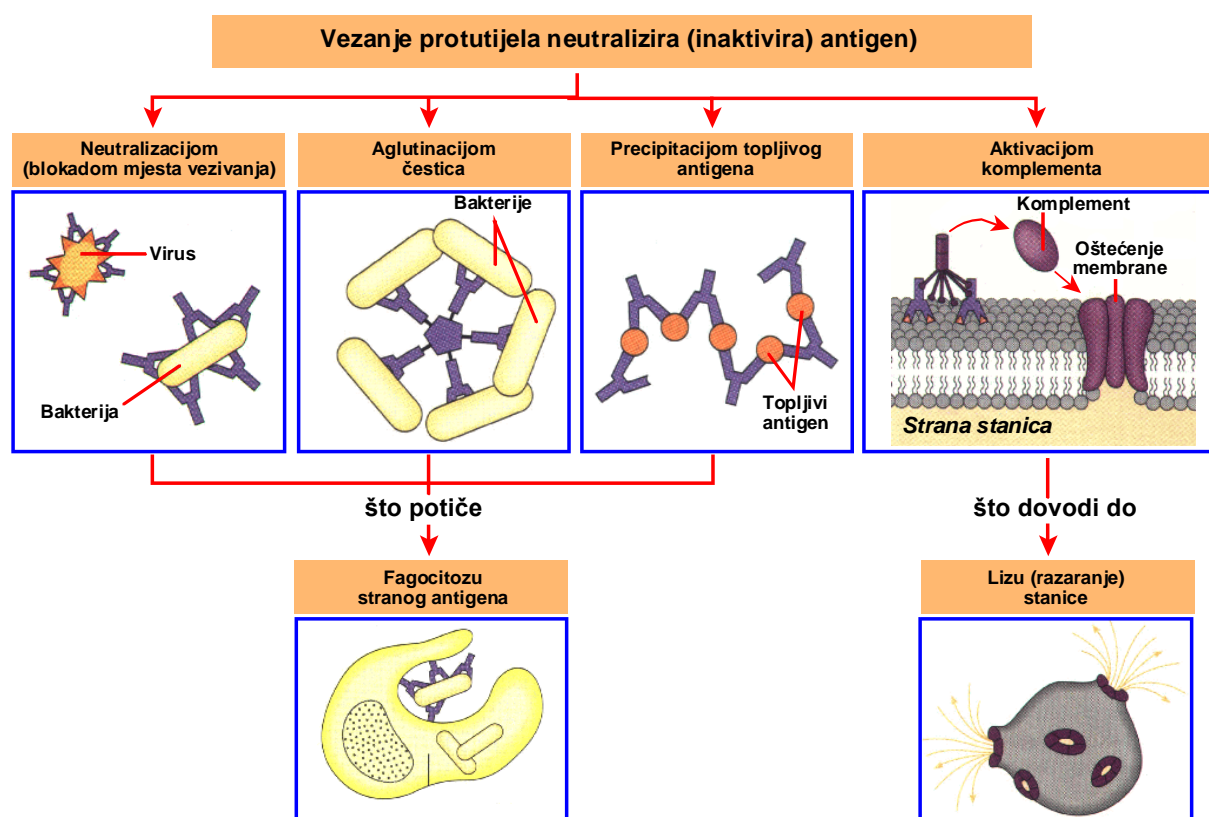 Vezanje protutijela neutralizira (inaktivira) antigen)
Neutralizacijom
(blokadom mjesta vezivanja)
Aglutinacijom
čestica
Precipitacijom topljivog
antigena
Aktivacijom
komplementa
Virus
Bakterija
Bakterije
Topljivi
antigen
Komplement
Oštećenje
membrane
Strana stanica
što potiče
što dovodi do
Fagocitozu
stranog antigena
Lizu (razaranje)
stanice